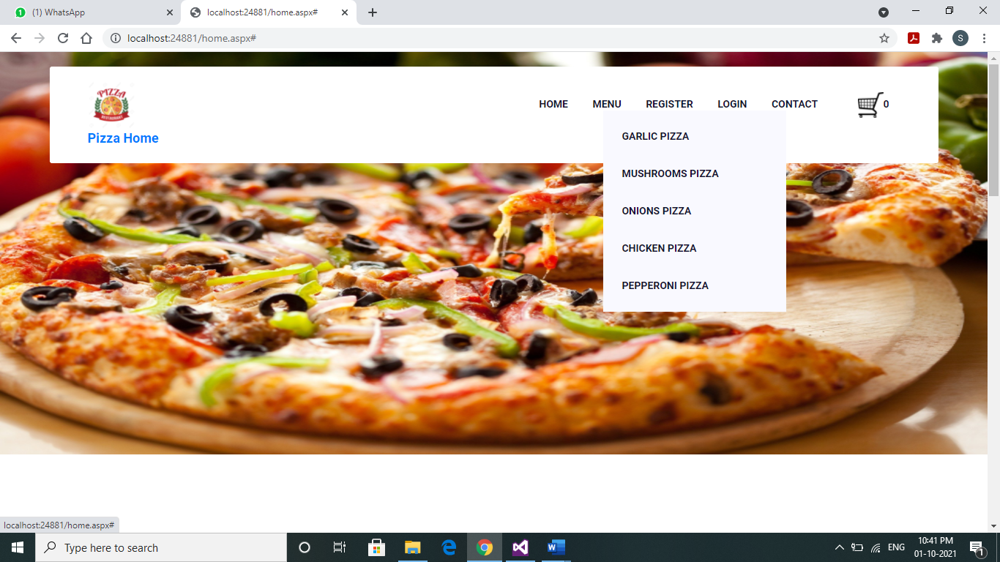 1
(1) WhatsApp
localhost:24881/home.aspx#
localhost:24881/home.aspx#
S
PIZZA
RESTAURANT
Pizza Home
HOME MENU REGISTER LOGIN CONTACT 0
GARLIC PIZZA
MUSHROOMS PIZZA
ONIONS PIZZA
CHICKEN PIZZA
PEPPERONI PIZZA
localhost:24881/home.aspx#
Type here to search
W
ENG
10:41 PM
01-10-2021
1